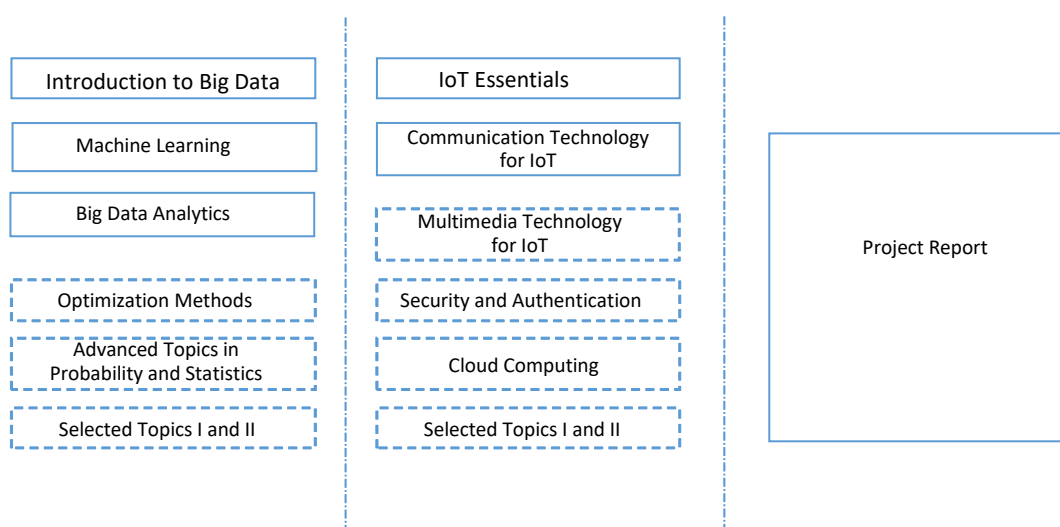 Introduction to Big Data
Machine Learning
Big Data Analytics
Optimization Methods
Advanced Topics in
Probability and Statistics
Selected Topics I and II
IoT Essentials
Communication Technology
for IoT
Multimedia Technology
for IoT
Security and Authentication
Cloud Computing
Selected Topics I and II
Project Report